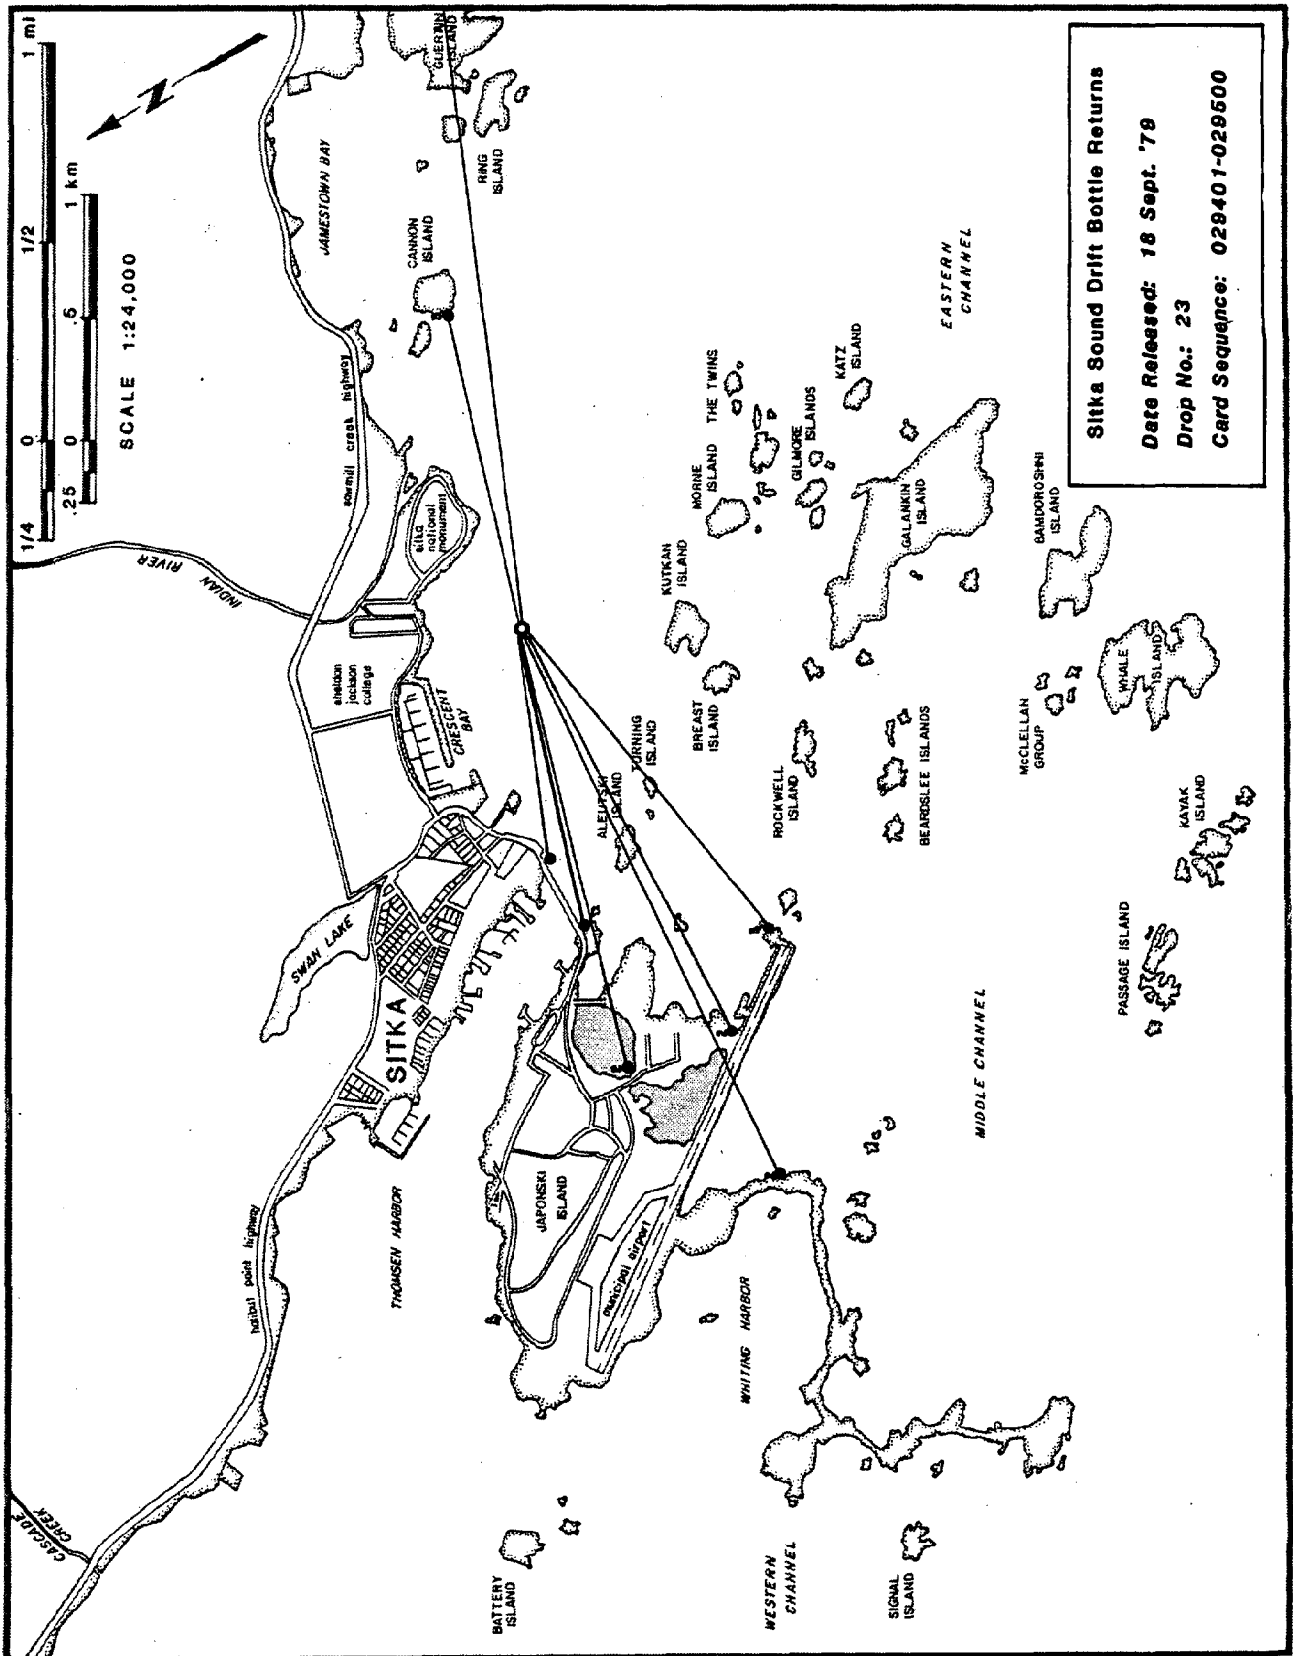 Sitka Sound Drift Bottle Returns
Date Released: 18 Sept. '79
Drop No.: 23
Card Sequence: 029401-029500
1/4 0 1/2 1 mi
.25 0 .5 1 km
SCALE 1:24,000
N
CASCADE
CREEK
halibut point highway
INDIAN RIVER
sawmill creek highway
JAMESTOWN BAY
SWAN LAKE
SITKA
sheldon
jackson
college
sitka
national
monument
CRESCENT
BAY
CANNON
ISLAND
GUERTIN
ISLAND
RING
ISLAND
THOMSEN HARBOR
JAPONSKI
ISLAND
municipal airport
ALEUTSKI
ISLAND
TURNING
ISLAND
BREAST
ISLAND
KUTKAN
ISLAND
MORNE
ISLAND
THE TWINS
GILMORE
ISLANDS
KATZ
ISLAND
GALANKIN
ISLAND
EASTERN
CHANNEL
BATTERY
ISLAND
WESTERN
CHANNEL
WHITING HARBOR
ROCKWELL
ISLAND
BEARDSLEE ISLANDS
SIGNAL
ISLAND
MIDDLE CHANNEL
McCLELLAN
GROUP
BAMDOROSHNI
ISLAND
WHALE
ISLAND
PASSAGE ISLAND
KAYAK
ISLAND